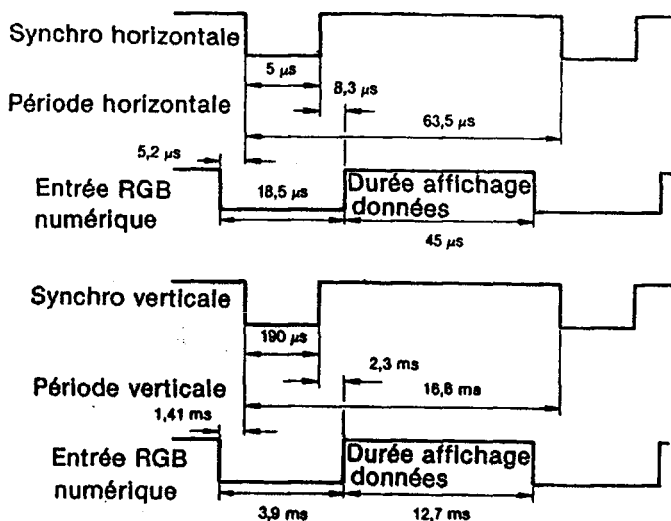 Synchro horizontale
5 µs
8,3 µs
Période horizontale
63,5 µs
5,2 µs
Entrée RGB
numérique
18,5 µs
Durée affichage
données
45 µs
Synchro verticale
190 µs
2,3 ms
Période verticale
16,6 ms
1,41 ms
Entrée RGB
numérique
Durée affichage
données
3,9 ms
12,7 ms